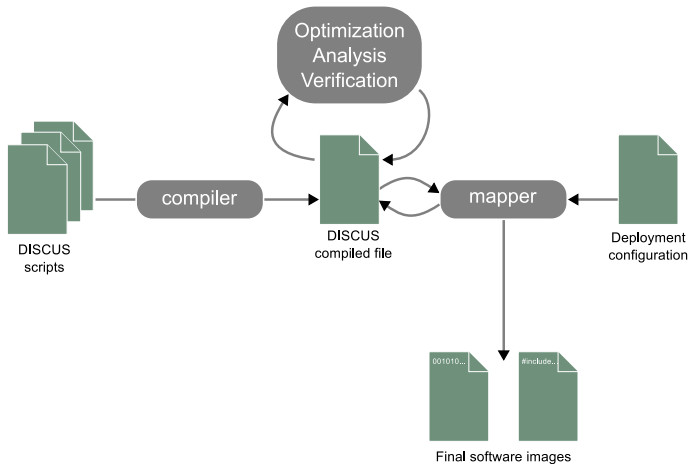 Optimization
Analysis
Verification
compiler
mapper
DISCUS
scripts
DISCUS
compiled file
Deployment
configuration
001010...
#include...
Final software images